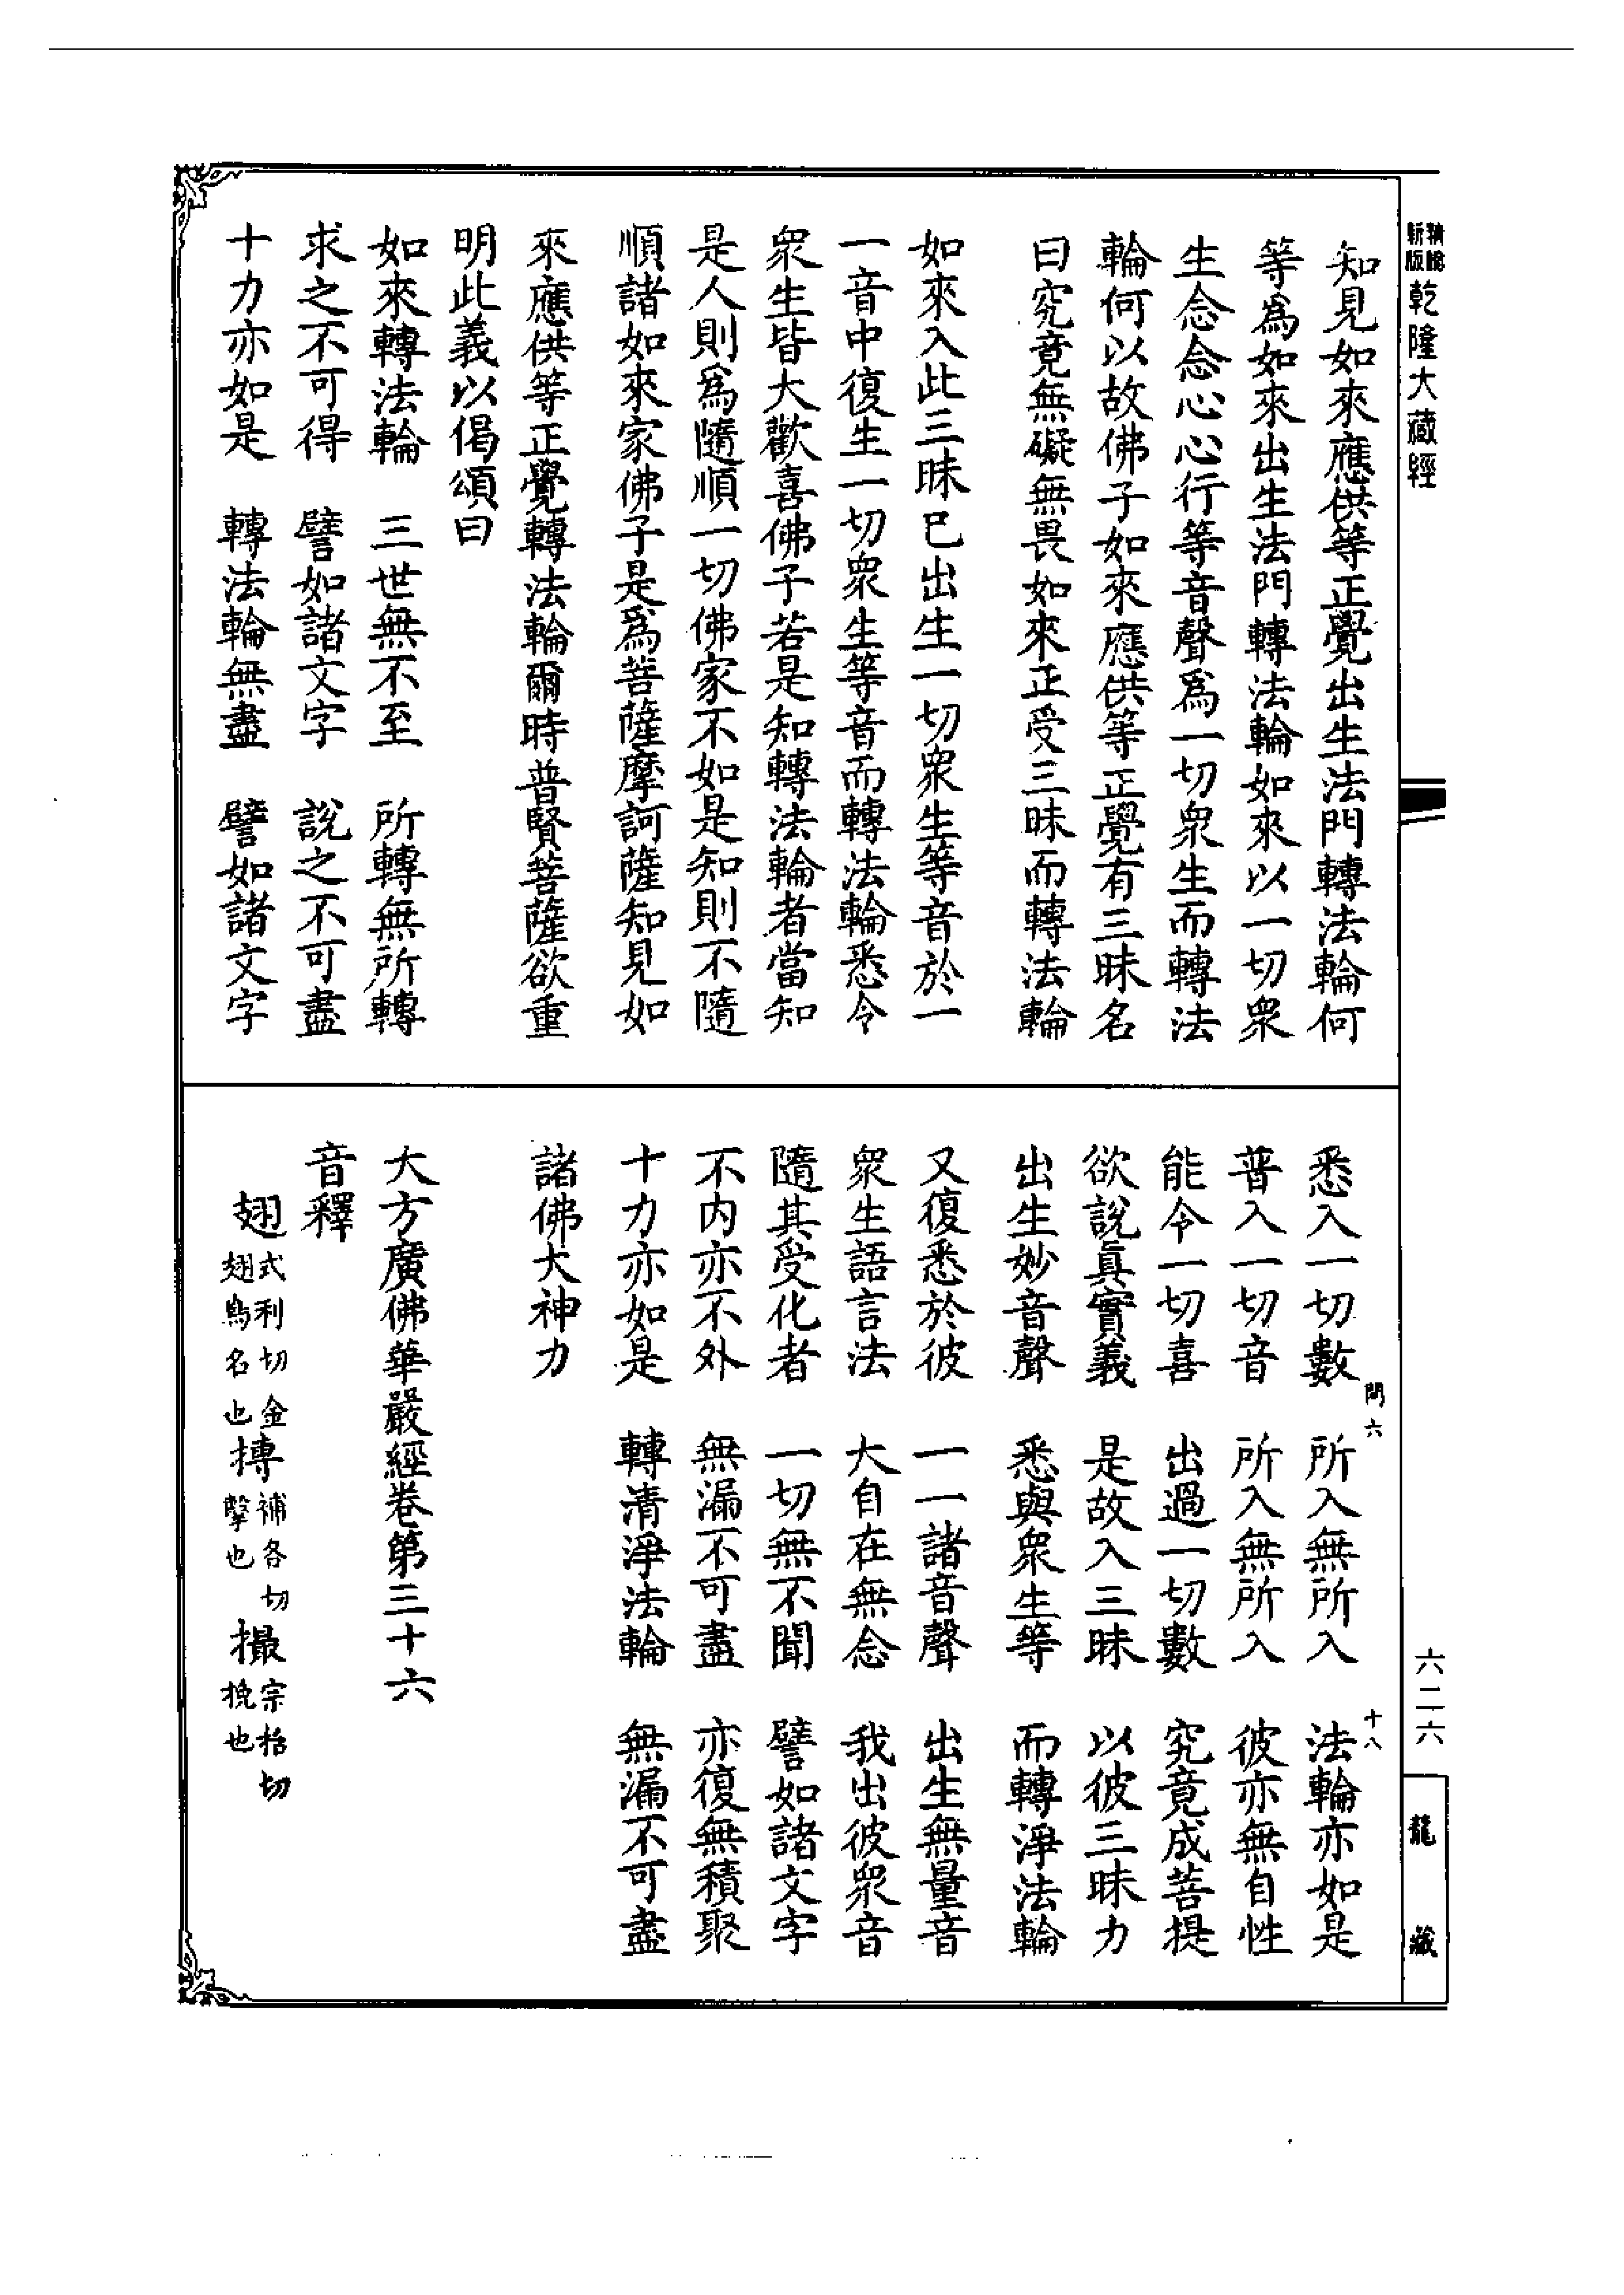 新版精縮乾隆大藏經
知見如來應供等正覺出生法門轉法輪何
等爲如來出生法門轉法輪如來以一切衆
生念念心心行等音聲爲一切衆生而轉法
輪何以故佛子如來應供等正覺有三昧名
曰究竟無礙無畏如來正受三昧而轉法輪
如來入此三昧已出生一切衆生等音於一
一音中復生一切衆生等音而轉法輪悉令
衆生皆大歡喜佛子若是知轉法輪者當知
是人則爲隨順一切佛家不如是知則不隨
順諸如來家佛子是爲菩薩摩訶薩知見如
來應供等正覺轉法輪爾時普賢菩薩欲重
明此義以偈頌曰
如來轉法輪　三世無不至　所轉無所轉
求之不可得　譬如諸文字　說之不可盡
十力亦如是　轉法輪無盡　譬如諸文字
悉入一切數　所入無所入　法輪亦如是
普入一切音　所入無所入　彼亦無自性
能令一切喜　出過一切數　究竟成菩提
欲說眞實義　是故入三昧　以彼三昧力
出生妙音聲　悉與衆生等　而轉淨法輪
又復悉於彼　一一諸音聲　出生無量音
衆生語言法　大自在無念　我出彼衆音
隨其受化者　一切無不聞　譬如諸文字
不内亦不外　無漏不可盡　亦復無積聚
十力亦如是　轉清淨法輪　無漏不可盡
諸佛大神力
大方廣佛華嚴經卷第三十六
音釋
翅式利切金翅鳥名也搏補各切擊也撮宗括切挽也
問六　十八
六二六
龍藏